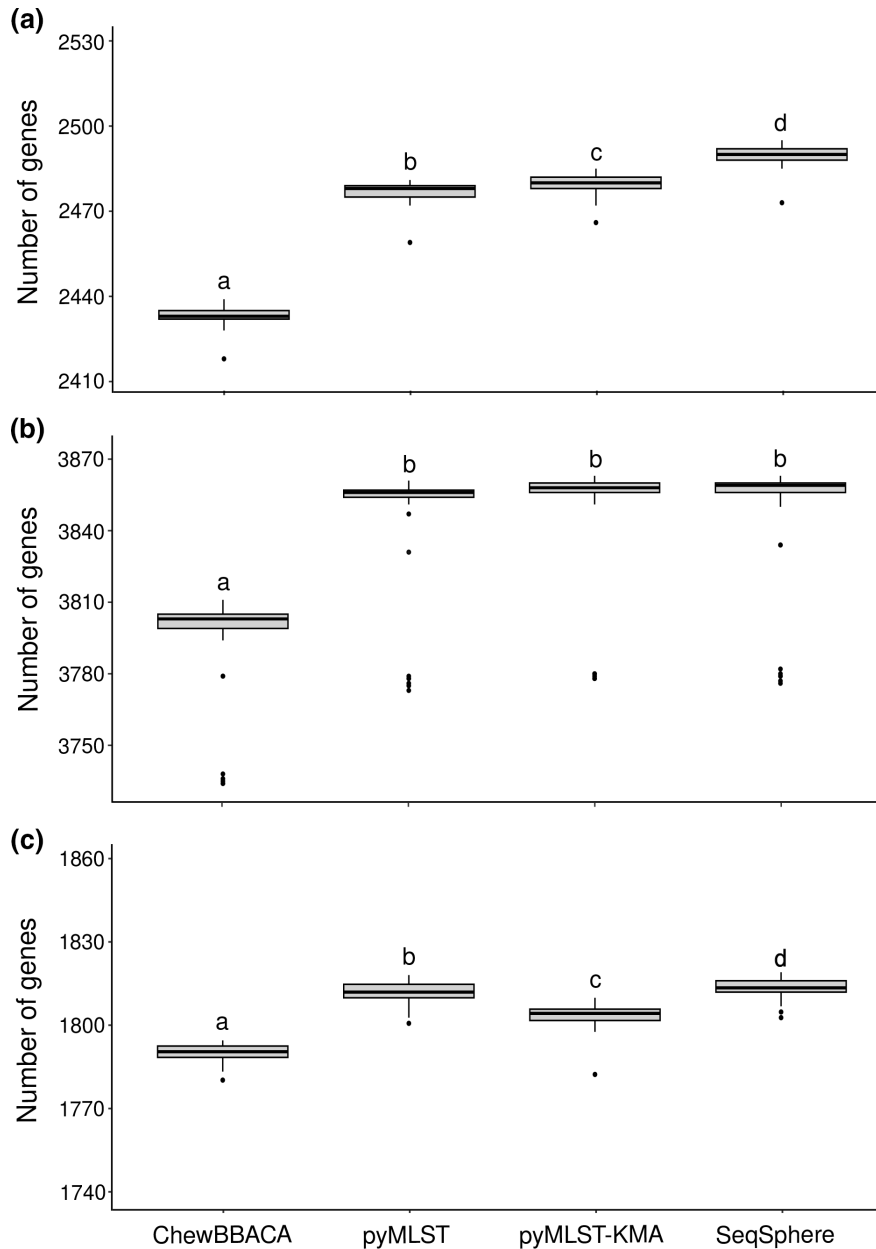 (a)
Number of genes
2530
2500
2470
2440
2410
a
b
c
d
(b)
Number of genes
3870
3840
3810
3780
3750
a
b
b
b
(c)
Number of genes
1860
1830
1800
1770
1740
a
b
c
d
ChewBBACA pyMLST pyMLST-KMA SeqSphere